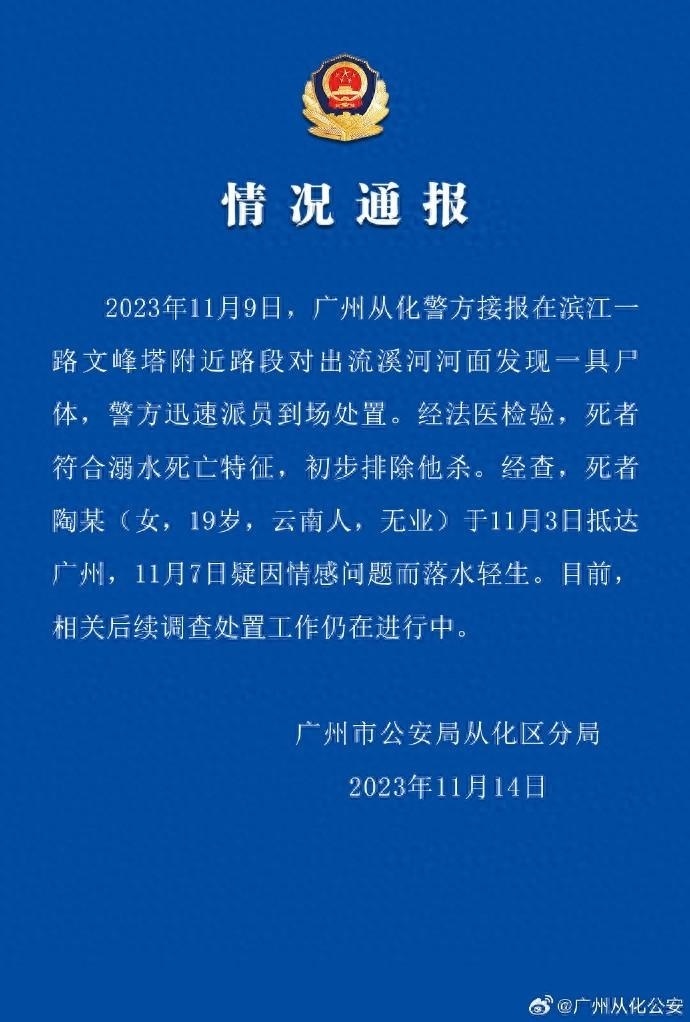 情况通报
2023年11月9日，广州从化警方接报在滨江一
路文峰塔附近路段对出流溪河河面发现一具尸
体，警方迅速派员到场处置。经法医检验，死者
符合溺水死亡特征，初步排除他杀。经查，死者
陶某（女，19岁，云南人，无业）于11月3日抵达
广州，11月7日疑因情感问题而落水轻生。目前，
相关后续调查处置工作仍在进行中。
广州市公安局从化区分局
2023年11月14日
@广州从化公安